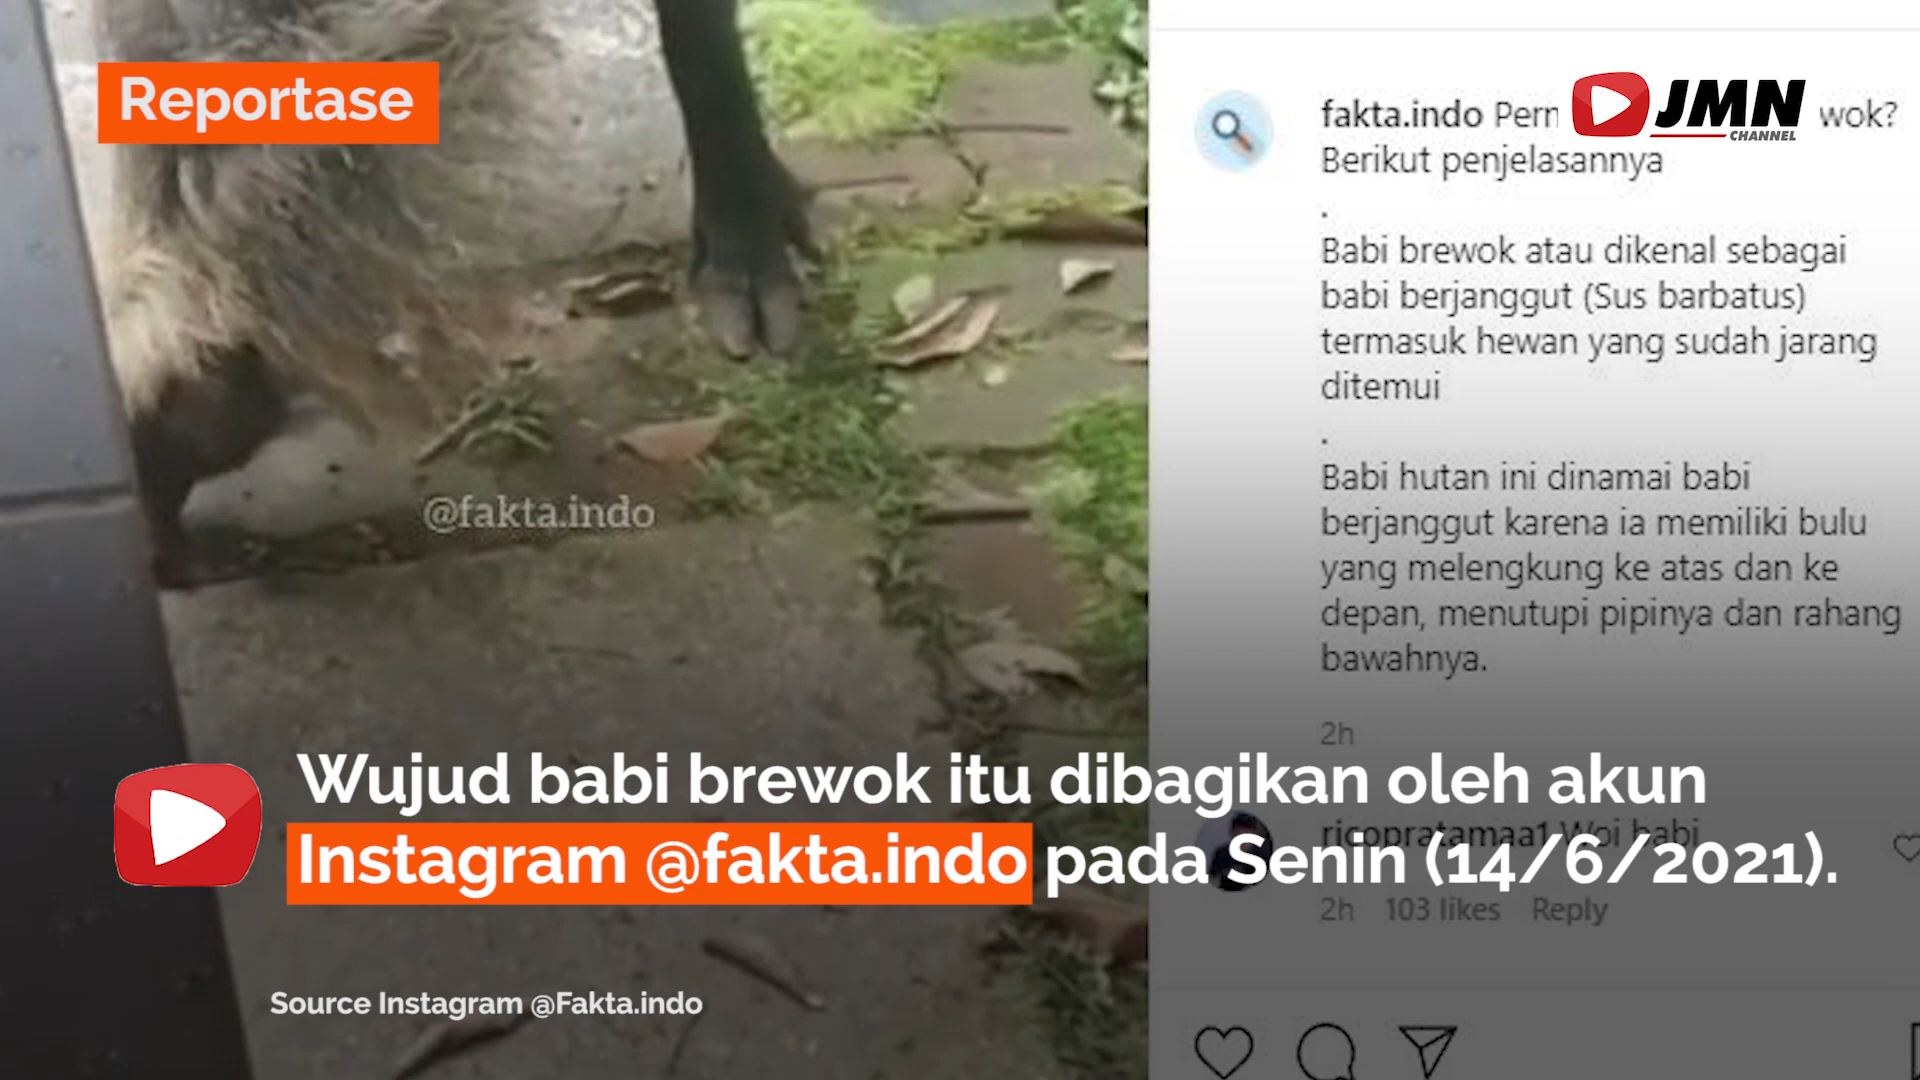 Reportase
JMN
CHANNEL
fakta.indo Pern wok?
Berikut penjelasannya
.
Babi brewok atau dikenal sebagai
babi berjanggut (Sus barbatus)
termasuk hewan yang sudah jarang
ditemui
.
Babi hutan ini dinamai babi
berjanggut karena ia memiliki bulu
yang melengkung ke atas dan ke
depan, menutupi pipinya dan rahang
bawahnya.
2h
@fakta.indo
Wujud babi brewok itu dibagikan oleh akun
Instagram @fakta.indo pada Senin (14/6/2021).
ricopratamaa1 Woi babi
2h 103 likes Reply
Source Instagram @Fakta.indo